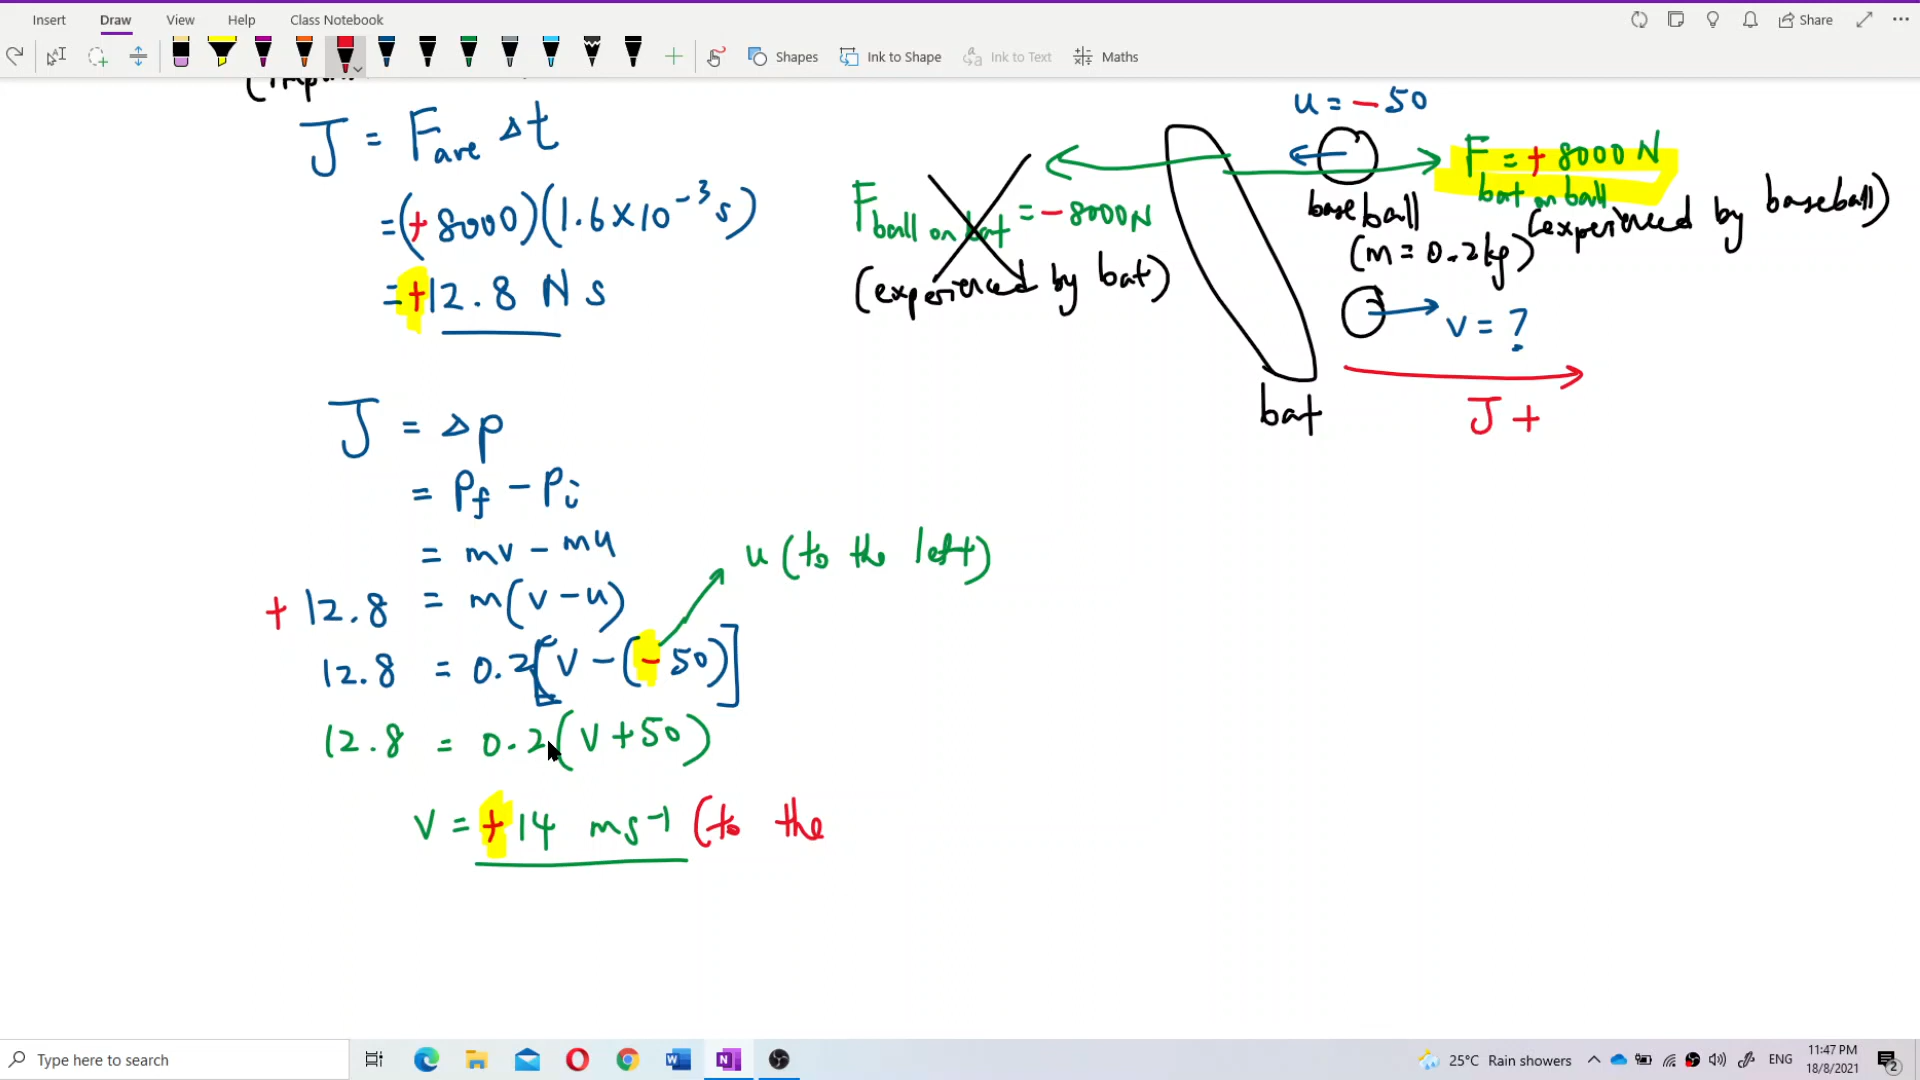 Insert Draw View Help Class Notebook Share
Shapes Ink to Shape Ink to Text Maths
J = Fave Δt
= (+ 8000)(1.6 × 10⁻³ s)
= +12.8 N s
J = Δp
= Pf - Pi
= mv - mu
+ 12.8 = m(v - u)
12.8 = 0.2[v - (- 50)]
u (to the left)
12.8 = 0.2(v + 50)
v = +14 ms⁻¹ (to the
u = - 50
F = + 8000 N
bat on ball
(experienced by baseball)
F ball on bat = - 8000N
(experienced by bat)
baseball
(m = 0.2kg)
v = ?
J +
bat
Type here to search
25°C Rain showers
ENG
11:47 PM
18/8/2021
2